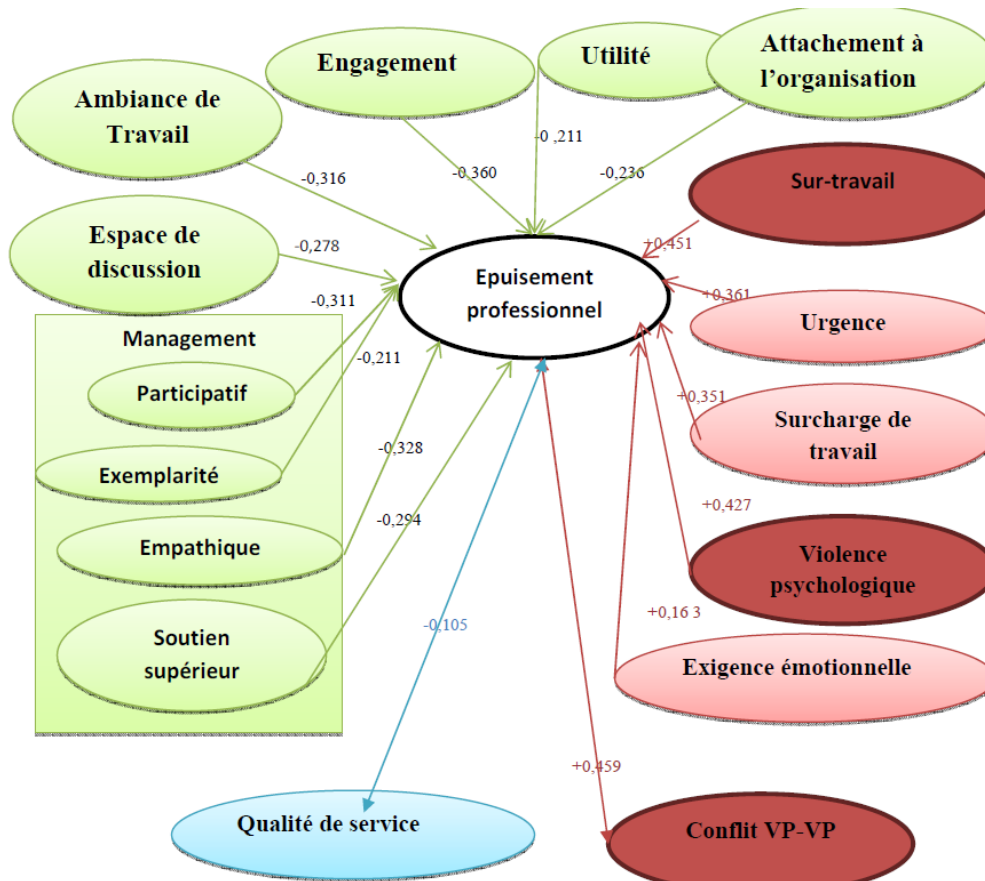 Engagement
Utilité
Attachement à
l'organisation
Ambiance de
Travail
-0 ,211
-0,316
-0,360
-0,236
Sur-travail
Espace de
discussion
-0,278
+0,451
Epuisement
professionnel
-0,311
+0,361
Urgence
Management
-0,211
Participatif
+0,351
Surcharge de
travail
-0,328
Exemplarité
+0,427
-0,294
Empathique
Violence
psychologique
-0,105
+0,16 3
Soutien
supérieur
Exigence émotionnelle
+0,459
Qualité de service
Conflit VP-VP